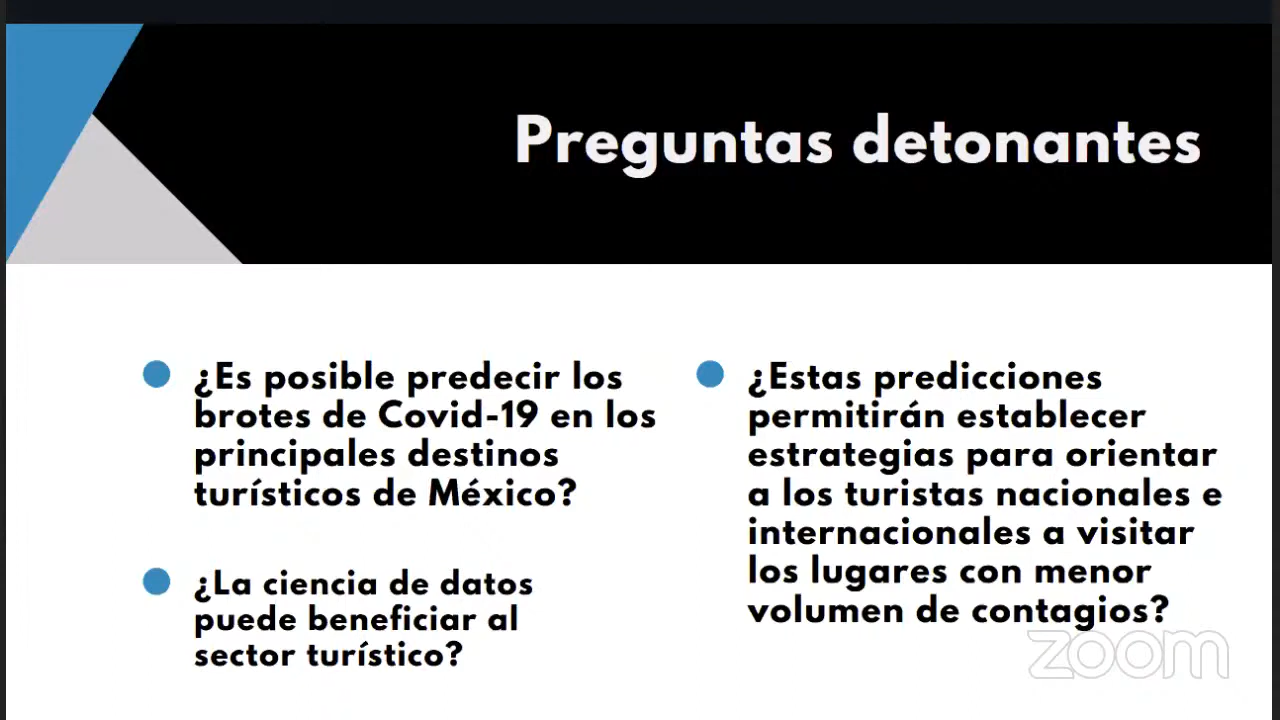 Preguntas detonantes
¿Es posible predecir los
brotes de Covid-19 en los
principales destinos
turísticos de México?
¿La ciencia de datos
puede beneficiar al
sector turístico?
¿Estas predicciones
permitirán establecer
estrategias para orientar
a los turistas nacionales e
internacionales a visitar
los lugares con menor
volumen de contagios?
zoom